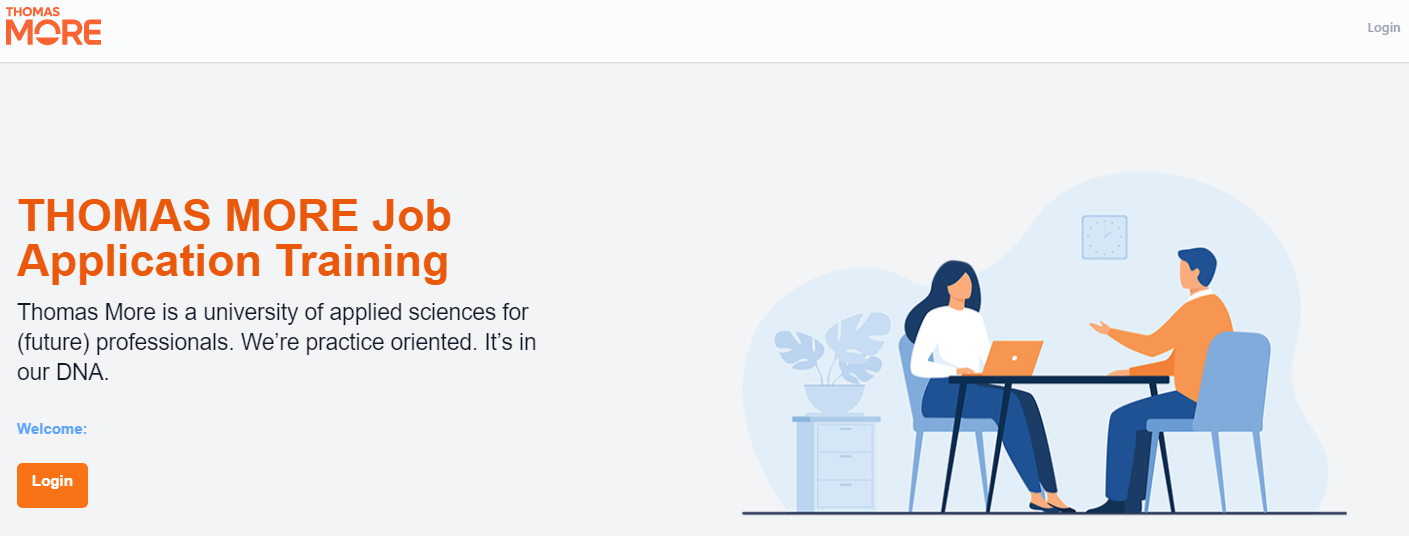 THOMAS
MORE
Login
THOMAS MORE Job
Application Training
Thomas More is a university of applied sciences for
(future) professionals. We’re practice oriented. It’s in
our DNA.
Welcome:
Login